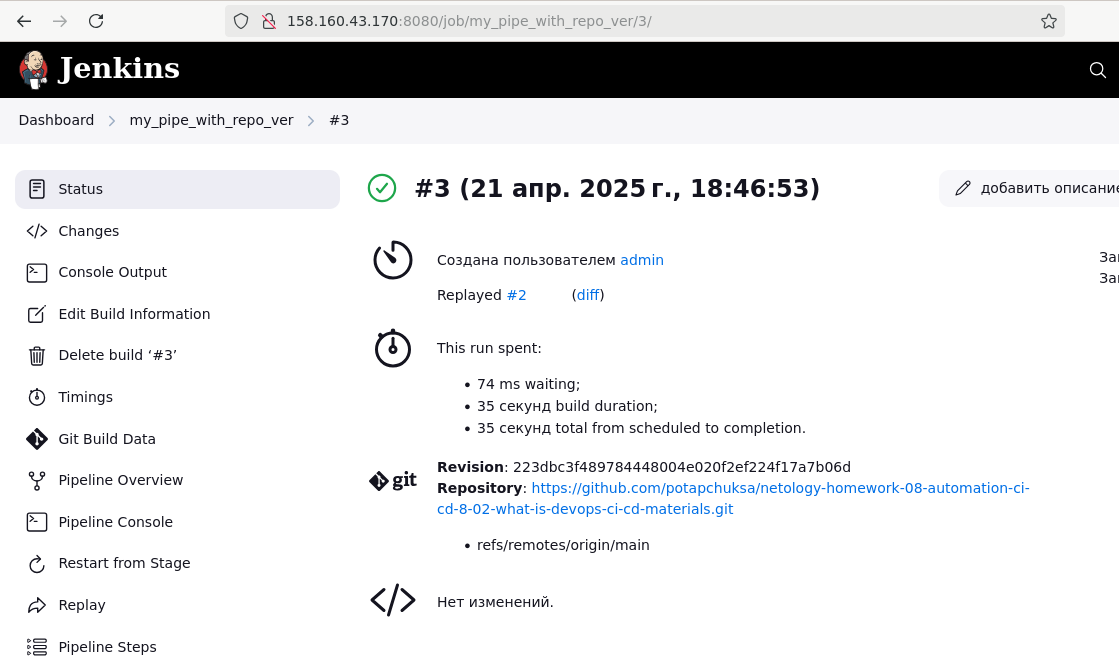 158.160.43.170:8080/job/my_pipe_with_repo_ver/3/
Jenkins
Dashboard my_pipe_with_repo_ver #3
Status
Changes
Console Output
Edit Build Information
Delete build ‘#3’
Timings
Git Build Data
Pipeline Overview
Pipeline Console
Restart from Stage
Replay
Pipeline Steps
#3 (21 апр. 2025 г., 18:46:53)
добавить описание
Создана пользователем admin
Replayed #2 (diff)
This run spent:
• 74 ms waiting;
• 35 секунд build duration;
• 35 секунд total from scheduled to completion.
git
Revision: 223dbc3f489784448004e020f2ef224f17a7b06d
Repository: https://github.com/potapchuksa/netology-homework-08-automation-ci-
cd-8-02-what-is-devops-ci-cd-materials.git
• refs/remotes/origin/main
Нет изменений.